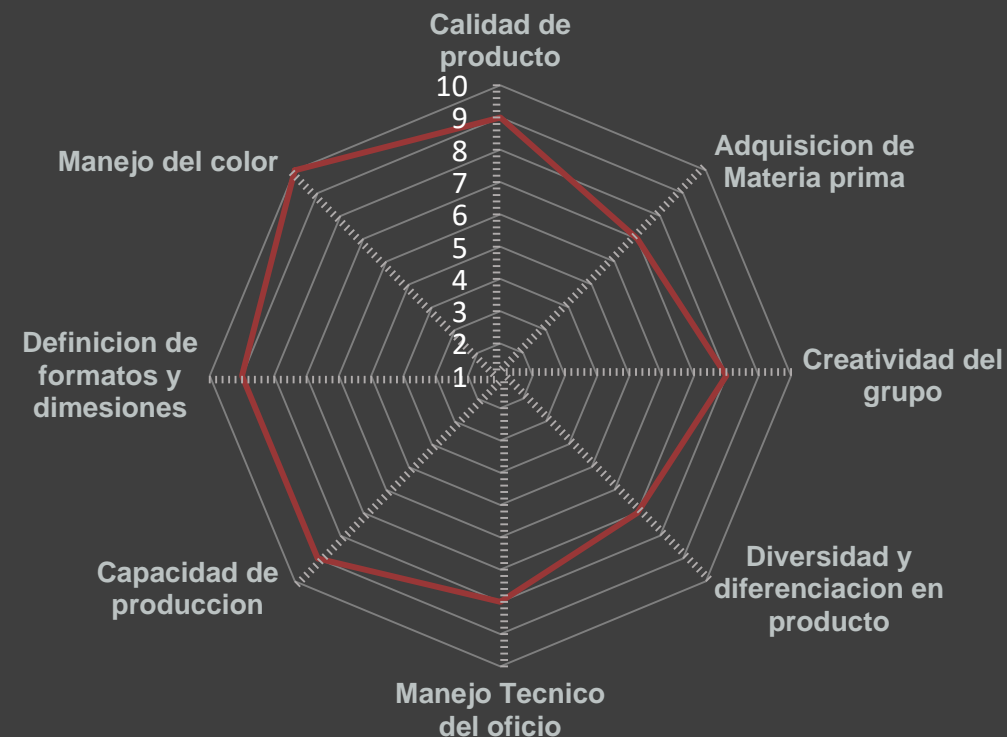 Calidad de
producto
10
9
8
7
6
5
4
3
2
1
Adquisicion de
Materia prima
Creatividad del
grupo
Diversidad y
diferenciacion en
producto
Manejo Tecnico
del oficio
Capacidad de
produccion
Definicion de
formatos y
dimesiones
Manejo del color